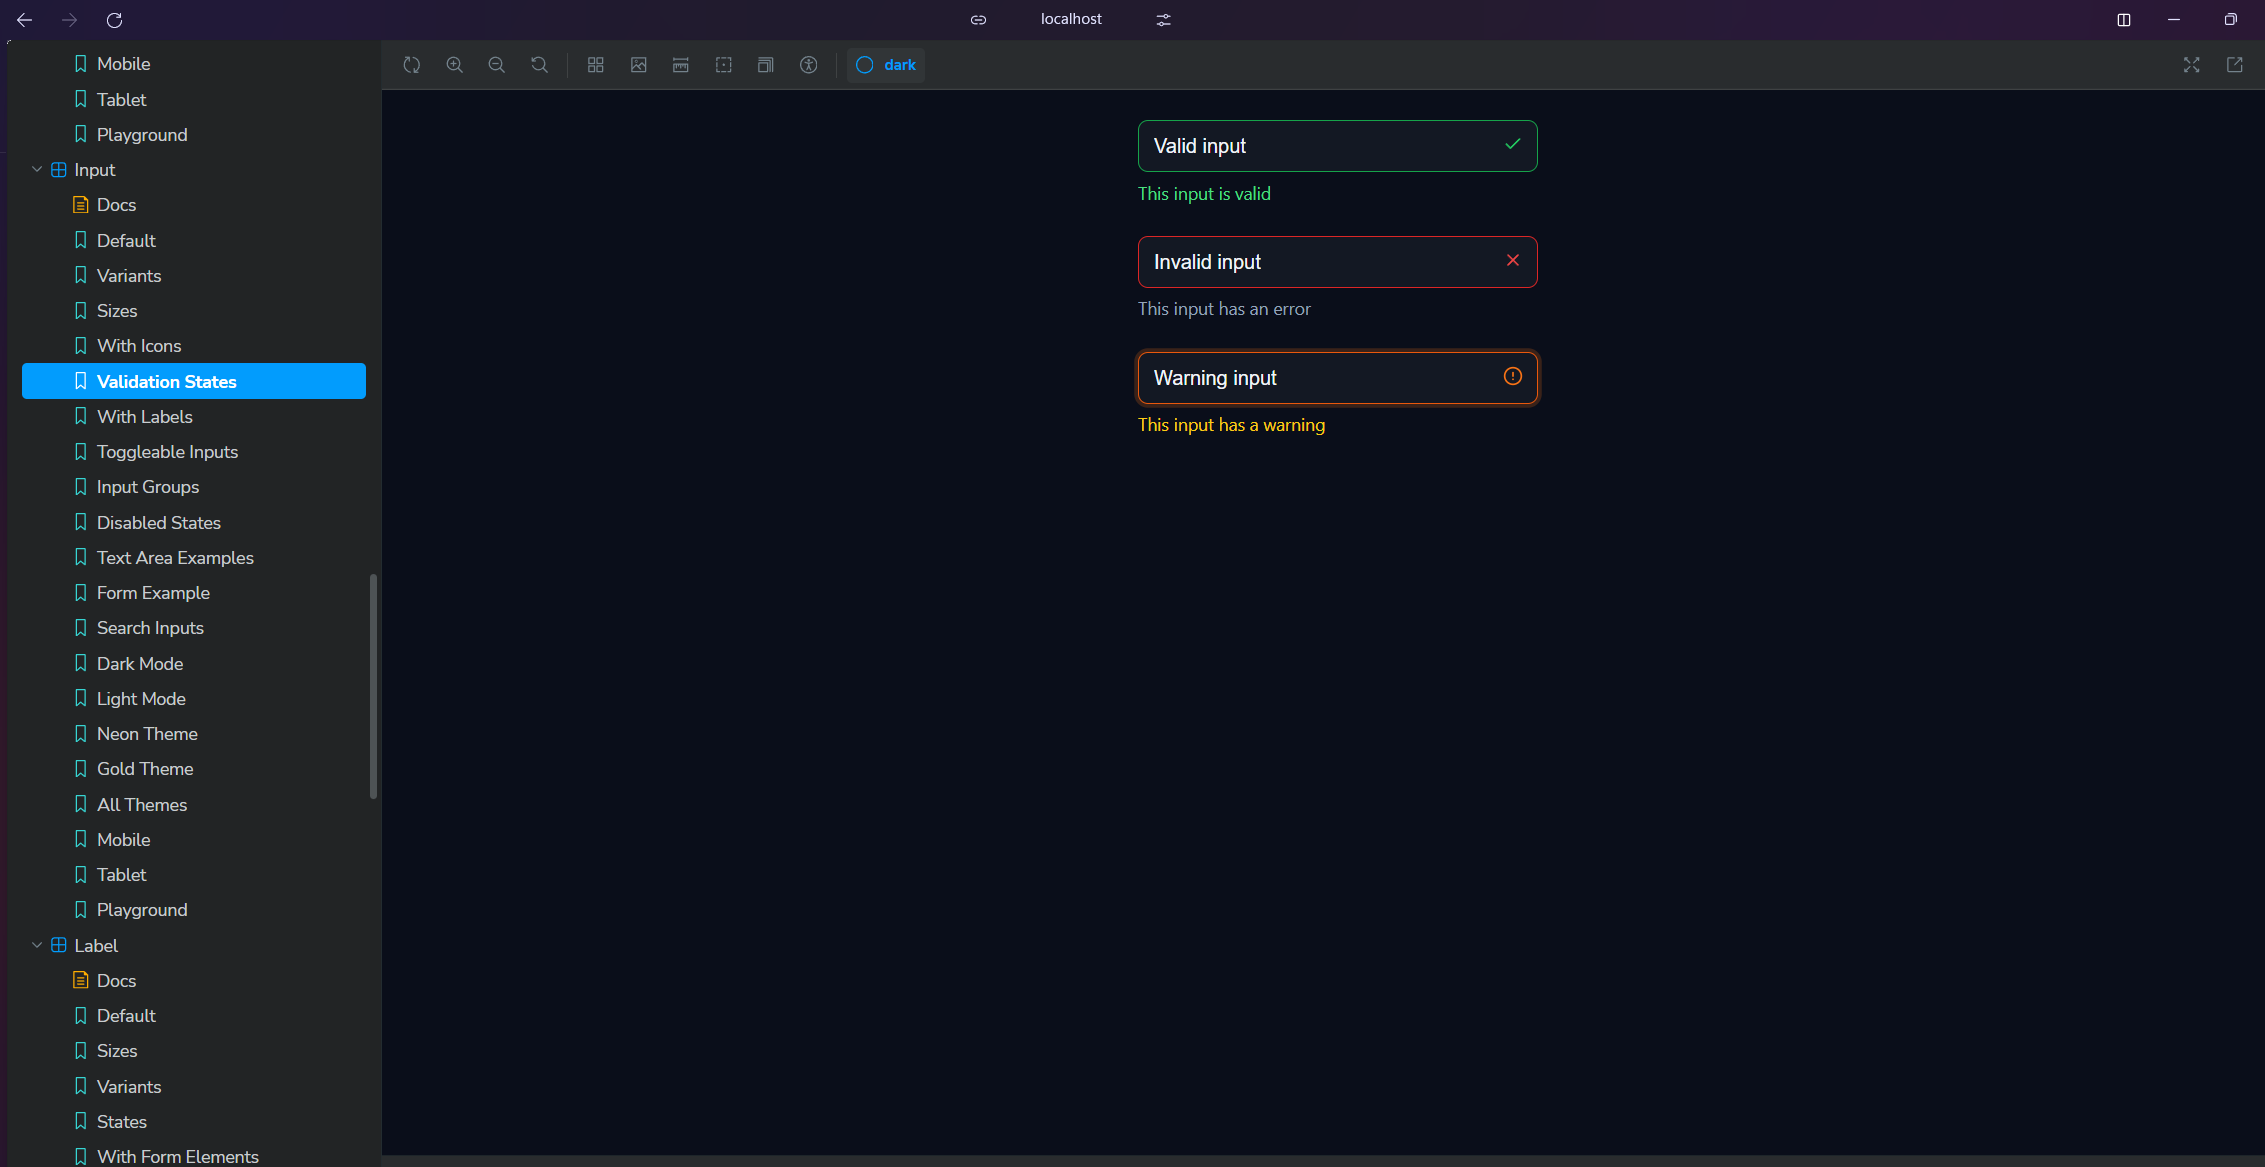 localhost
Mobile
Tablet
Playground
Input
Docs
Default
Variants
Sizes
With Icons
Validation States
With Labels
Toggleable Inputs
Input Groups
Disabled States
Text Area Examples
Form Example
Search Inputs
Dark Mode
Light Mode
Neon Theme
Gold Theme
All Themes
Mobile
Tablet
Playground
Label
Docs
Default
Sizes
Variants
States
With Form Elements
dark
Valid input
This input is valid
Invalid input
This input has an error
Warning input
This input has a warning